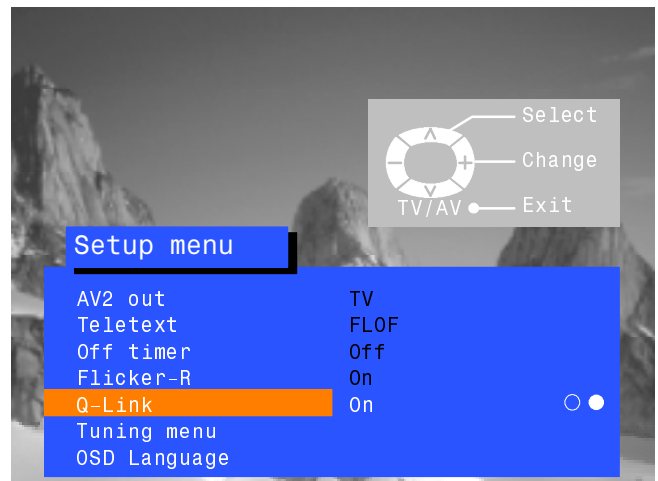 Select
Change
TV/AV Exit
Setup menu
AV2 out TV
Teletext FLOF
Off timer Off
Flicker-R On
Q-Link On
Tuning menu
OSD Language